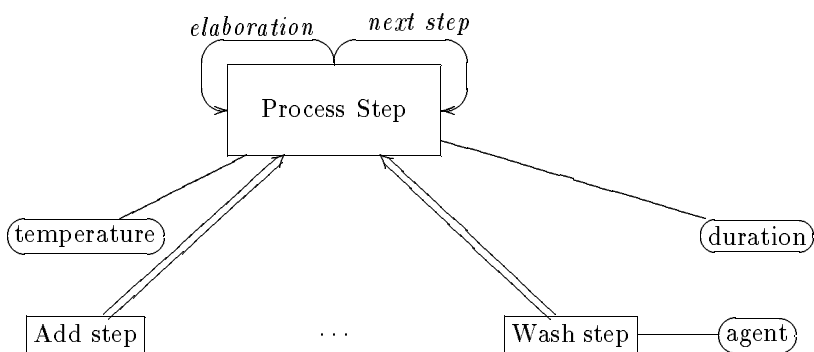 elaboration
next step
Process Step
temperature
duration
Add step
...
Wash step
agent